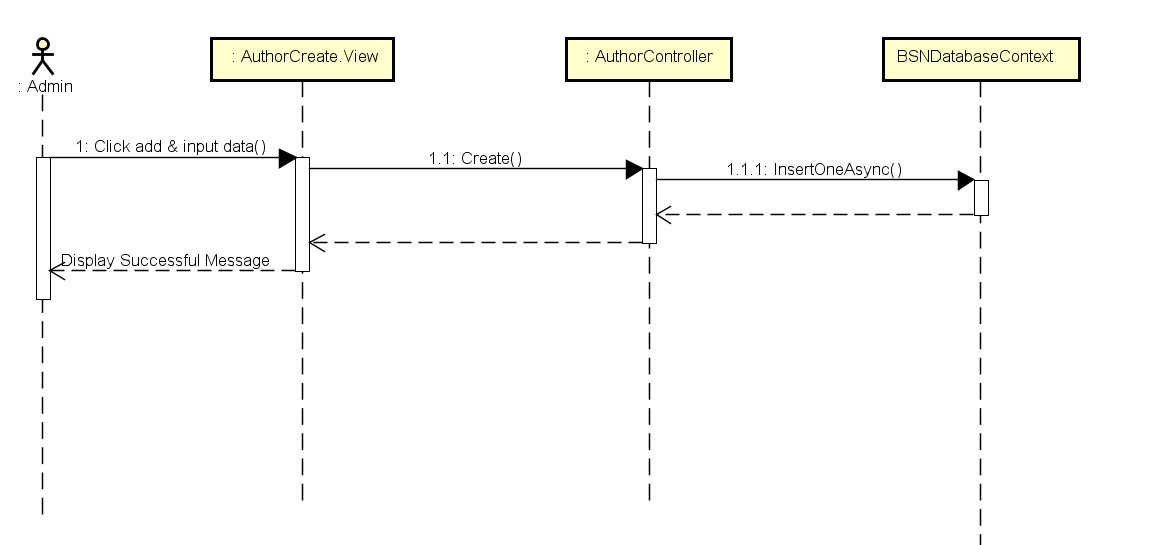 : Admin
: AuthorCreate.View
: AuthorController
BSNDatabaseContext
1: Click add & input data()
1.1: Create()
1.1.1: InsertOneAsync()
Display Successful Message